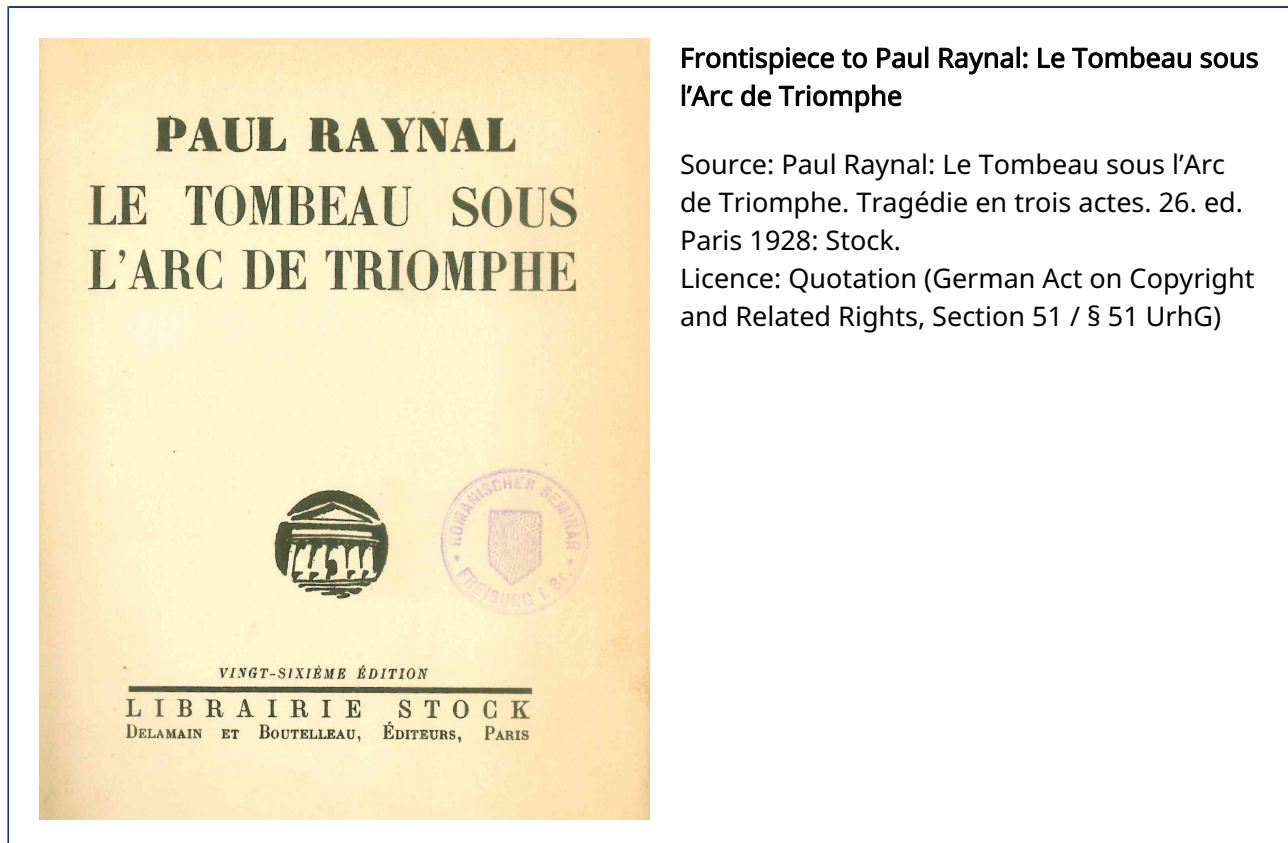 PAUL RAYNAL
LE TOMBEAU SOUS
L'ARC DE TRIOMPHE
ROMANISCHES SEMINAR
* FREIBURG i. Br. *
VINGT-SIXIÈME ÉDITION
LIBRAIRIE STOCK
DELAMAIN ET BOUTELLEAU, ÉDITEURS, PARIS
Frontispiece to Paul Raynal: Le Tombeau sous
l’Arc de Triomphe
Source: Paul Raynal: Le Tombeau sous l’Arc
de Triomphe. Tragédie en trois actes. 26. ed.
Paris 1928: Stock.
Licence: Quotation (German Act on Copyright
and Related Rights, Section 51 / § 51 UrhG)